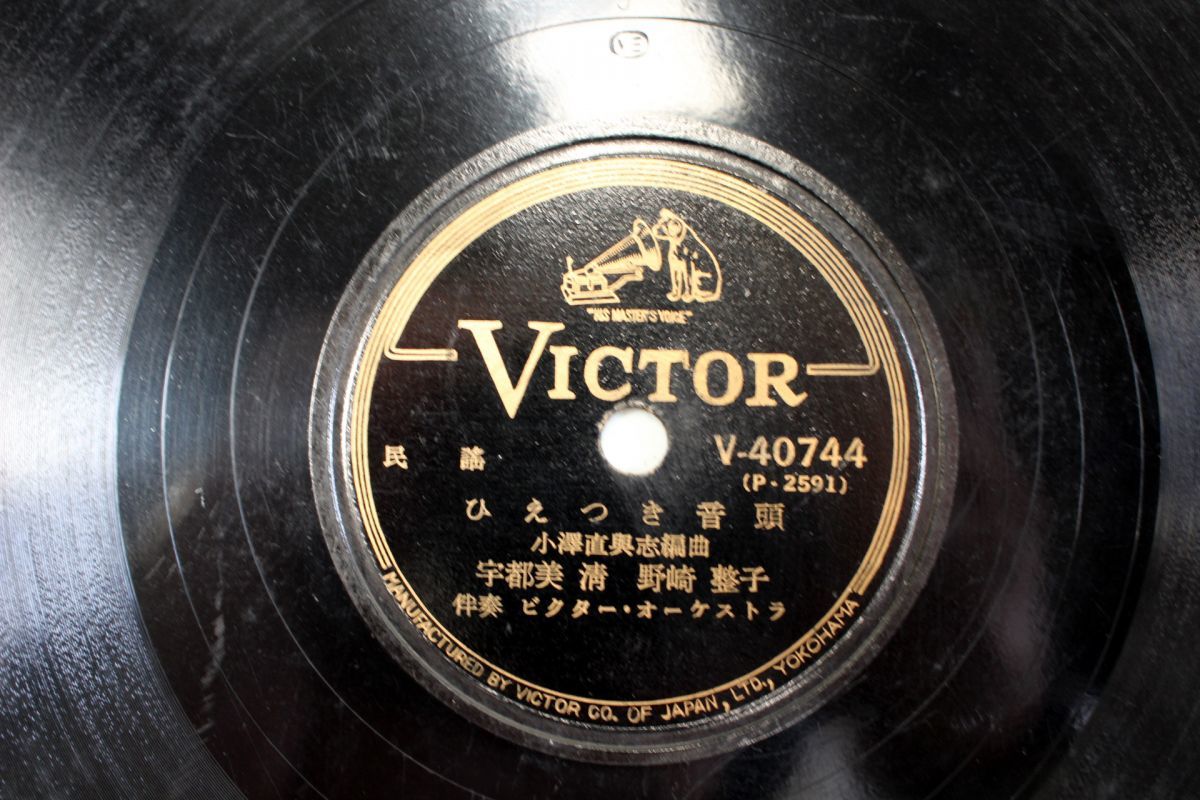 VE
"HIS MASTER'S VOICE"
VICTOR
民謡 V-40744
(P-2591)
ひえつき音頭
小澤直與志編曲
宇都美 清 野崎 整子
伴奏 ビクター・オーケストラ
MANUFACTURED BY VICTOR CO. OF JAPAN, LTD., YOKOHAMA